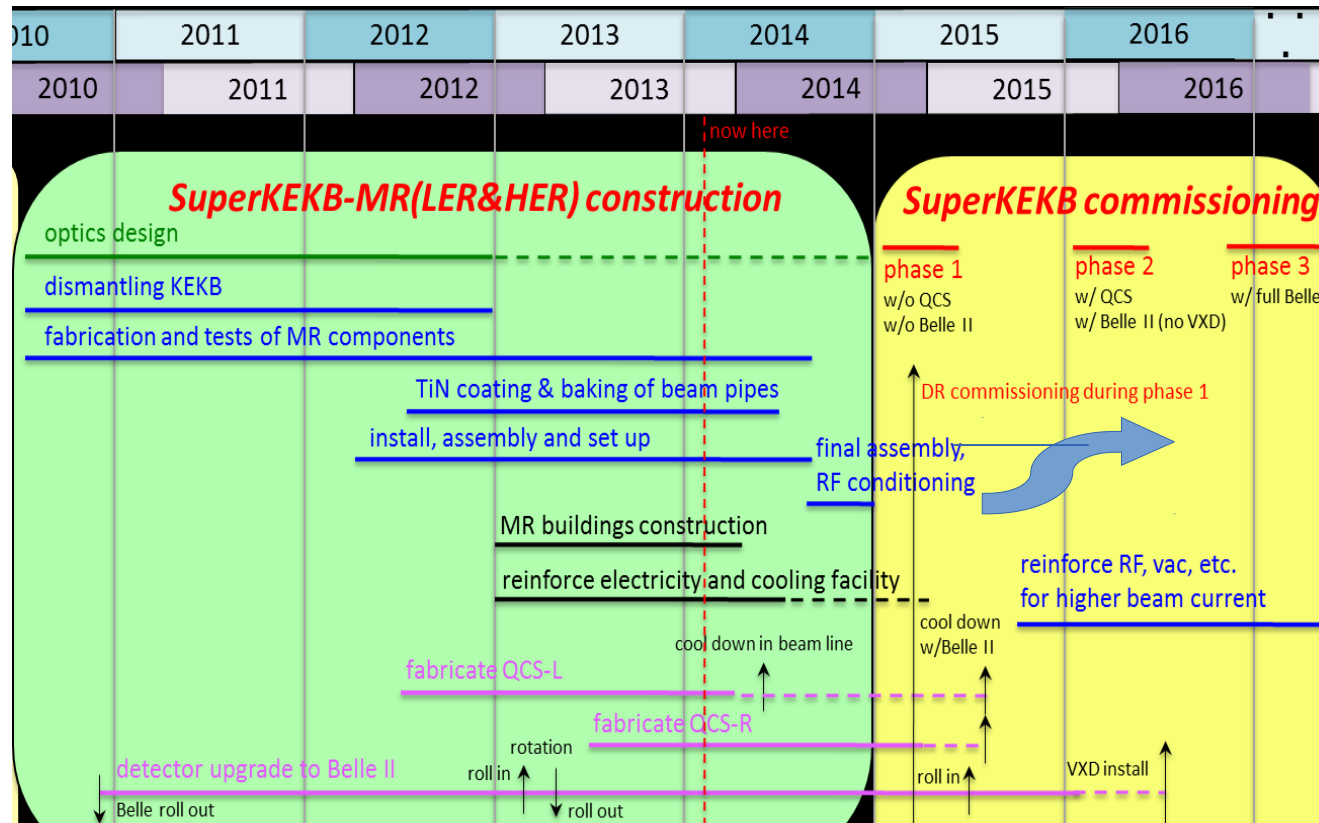 010 2011 2012 2013 2014 2015 2016 . . .
2010 2011 2012 2013 2014 2015 2016
now here
SuperKEKB-MR(LER&HER) construction
SuperKEKB commissioning
optics design
phase 1
phase 2
phase 3
w/o QCS
w/o Belle II
w/ QCS
w/ Belle II (no VXD)
w/ full Belle
dismantling KEKB
fabrication and tests of MR components
TiN coating & baking of beam pipes
DR commissioning during phase 1
install, assembly and set up
final assembly,
RF conditioning
MR buildings construction
reinforce electricity and cooling facility
reinforce RF, vac, etc.
for higher beam current
cool down in beam line
cool down
w/Belle II
fabricate QCS-L
fabricate QCS-R
rotation
detector upgrade to Belle II
roll in
roll in
VXD install
Belle roll out
roll out